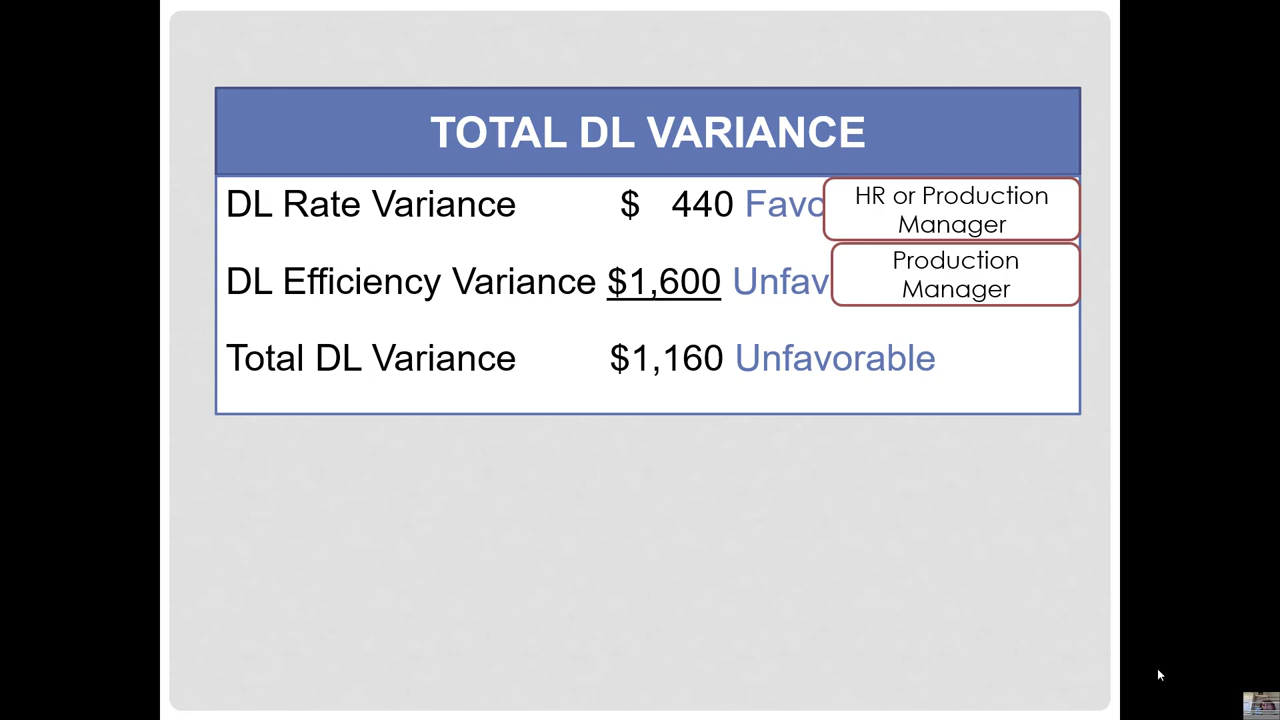 TOTAL DL VARIANCE
DL Rate Variance $ 440 Favo
HR or Production
Manager
DL Efficiency Variance $1,600 Unfav
Production
Manager
Total DL Variance $1,160 Unfavorable